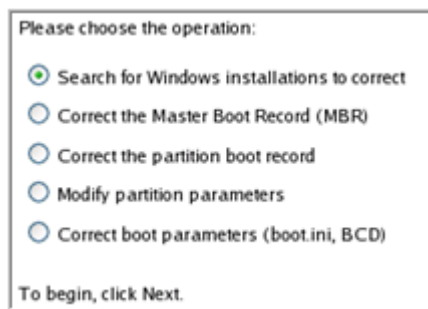 Please choose the operation:
Search for Windows installations to correct
Correct the Master Boot Record (MBR)
Correct the partition boot record
Modify partition parameters
Correct boot parameters (boot.ini, BCD)
To begin, click Next.